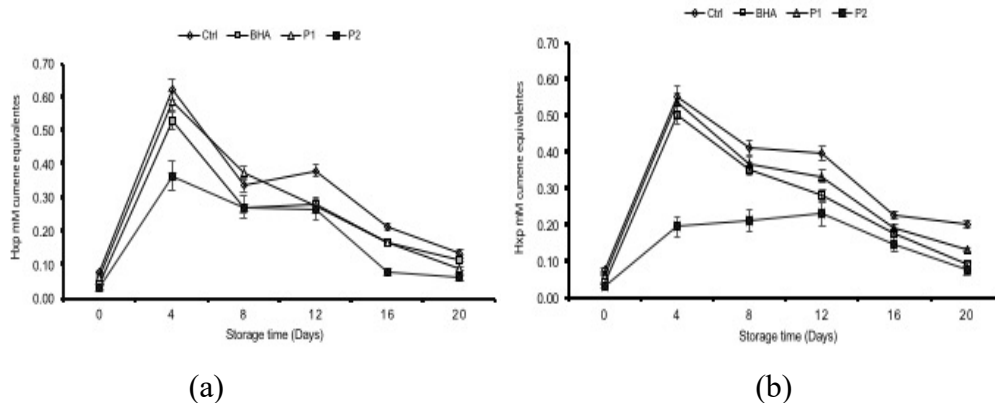 Ctrl BHA P1 P2
0.70
0.60
0.50
0.40
0.30
0.20
0.10
0.00
Hxp mM cumene equivalentes
0 4 8 12 16 20
Storage time (Days)
(a)
Ctrl BHA P1 P2
0.70
0.60
0.50
0.40
0.30
0.20
0.10
0.00
Hxp mM cumene equivalentes
0 4 8 12 16 20
Storage time (Days)
(b)